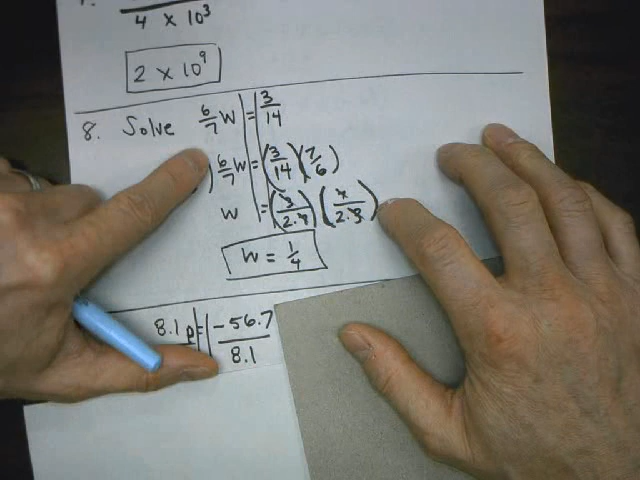 4 × 10³
2 × 10⁹
8. Solve 6/7 W = 3/14
) 6/7 W = (3/14)(7/6)
W = (3/2·7)(7/2·3)
W = 1/4
8.1 p = -56.7
8.1